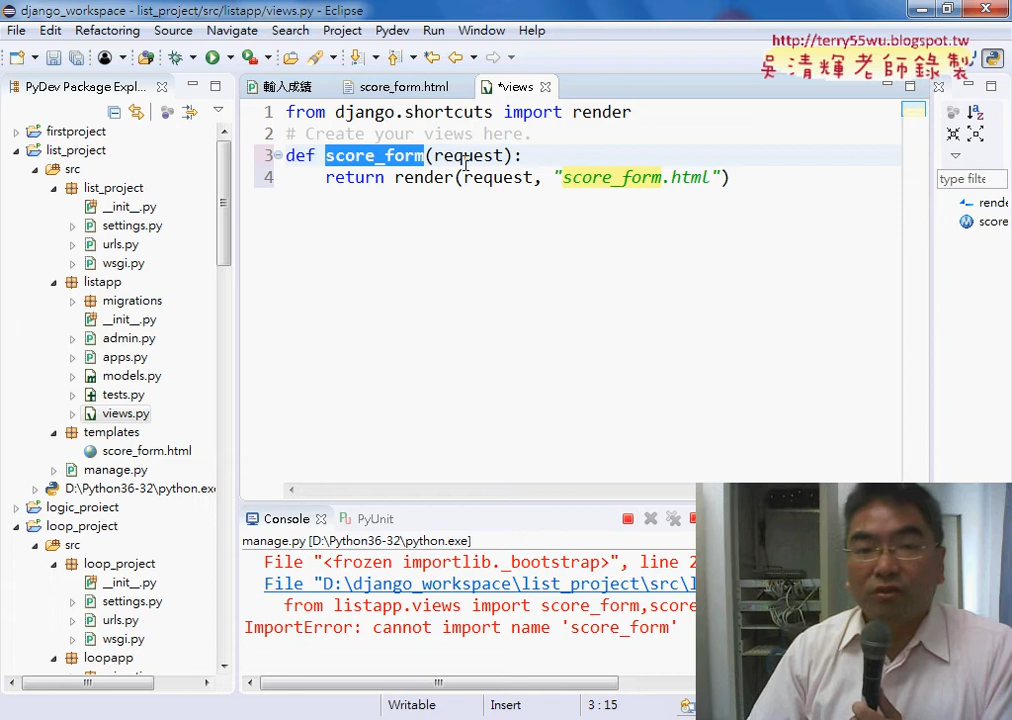 django_workspace - list_project/src/listapp/views.py - Eclipse
File Edit Refactoring Source Navigate Search Project Pydev Run Window Help
http://terry55wu.blogspot.tw
吳清輝老師錄製
PyDev Package Expl...
輸入成績 score_form.html *views
firstproject
list_project
src
list_project
__init__.py
settings.py
urls.py
wsgi.py
listapp
migrations
__init__.py
admin.py
apps.py
models.py
tests.py
views.py
templates
score_form.html
manage.py
D:\Python36-32\python.exe
logic_project
loop_project
src
loop_project
__init__.py
settings.py
urls.py
wsgi.py
loopapp
1 from django.shortcuts import render
2 # Create your views here.
3 def score_form(request):
4 return render(request, "score_form.html")
type filte
rende
score
Console PyUnit
manage.py [D:\Python36-32\python.exe]
File "<frozen importlib._bootstrap>", line 2
File "D:\django_workspace\list_project\src\l
from listapp.views import score_form,score
ImportError: cannot import name 'score_form'
Writable Insert 3 : 15